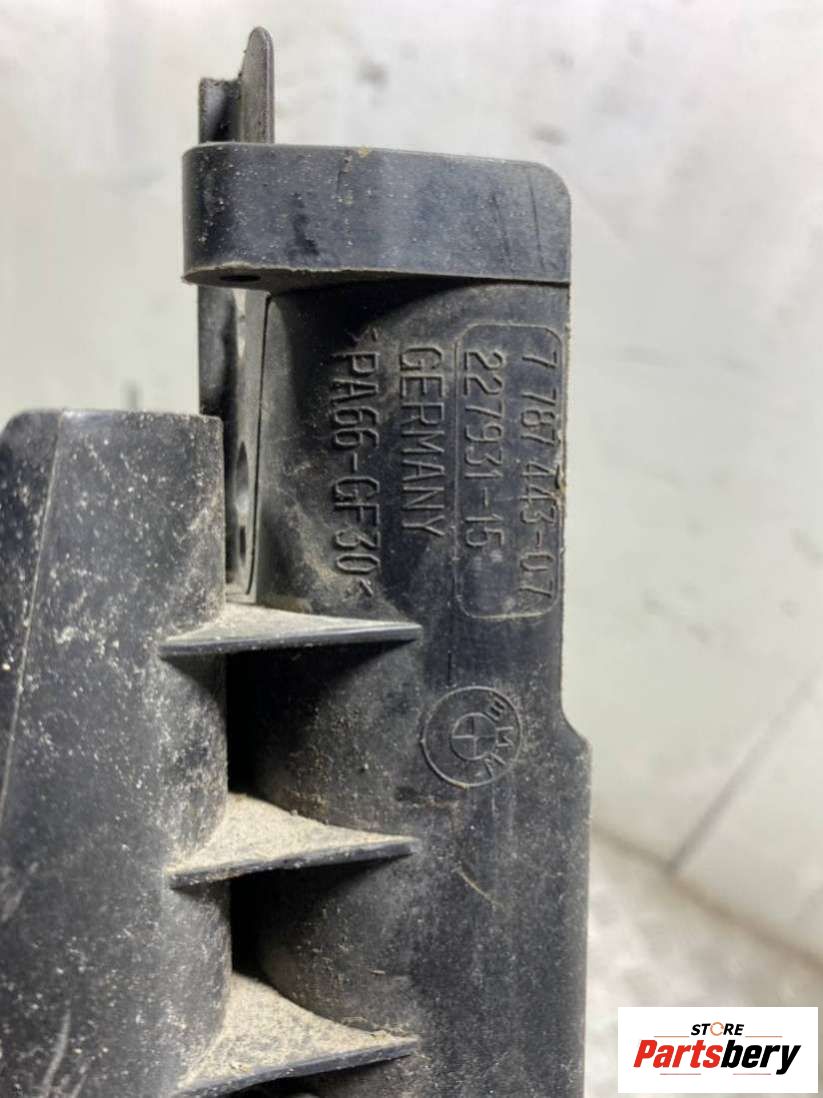 7 787 443-07
227931-15
GERMANY
>PA66-GF30<
BMW
STORE
Partsbery